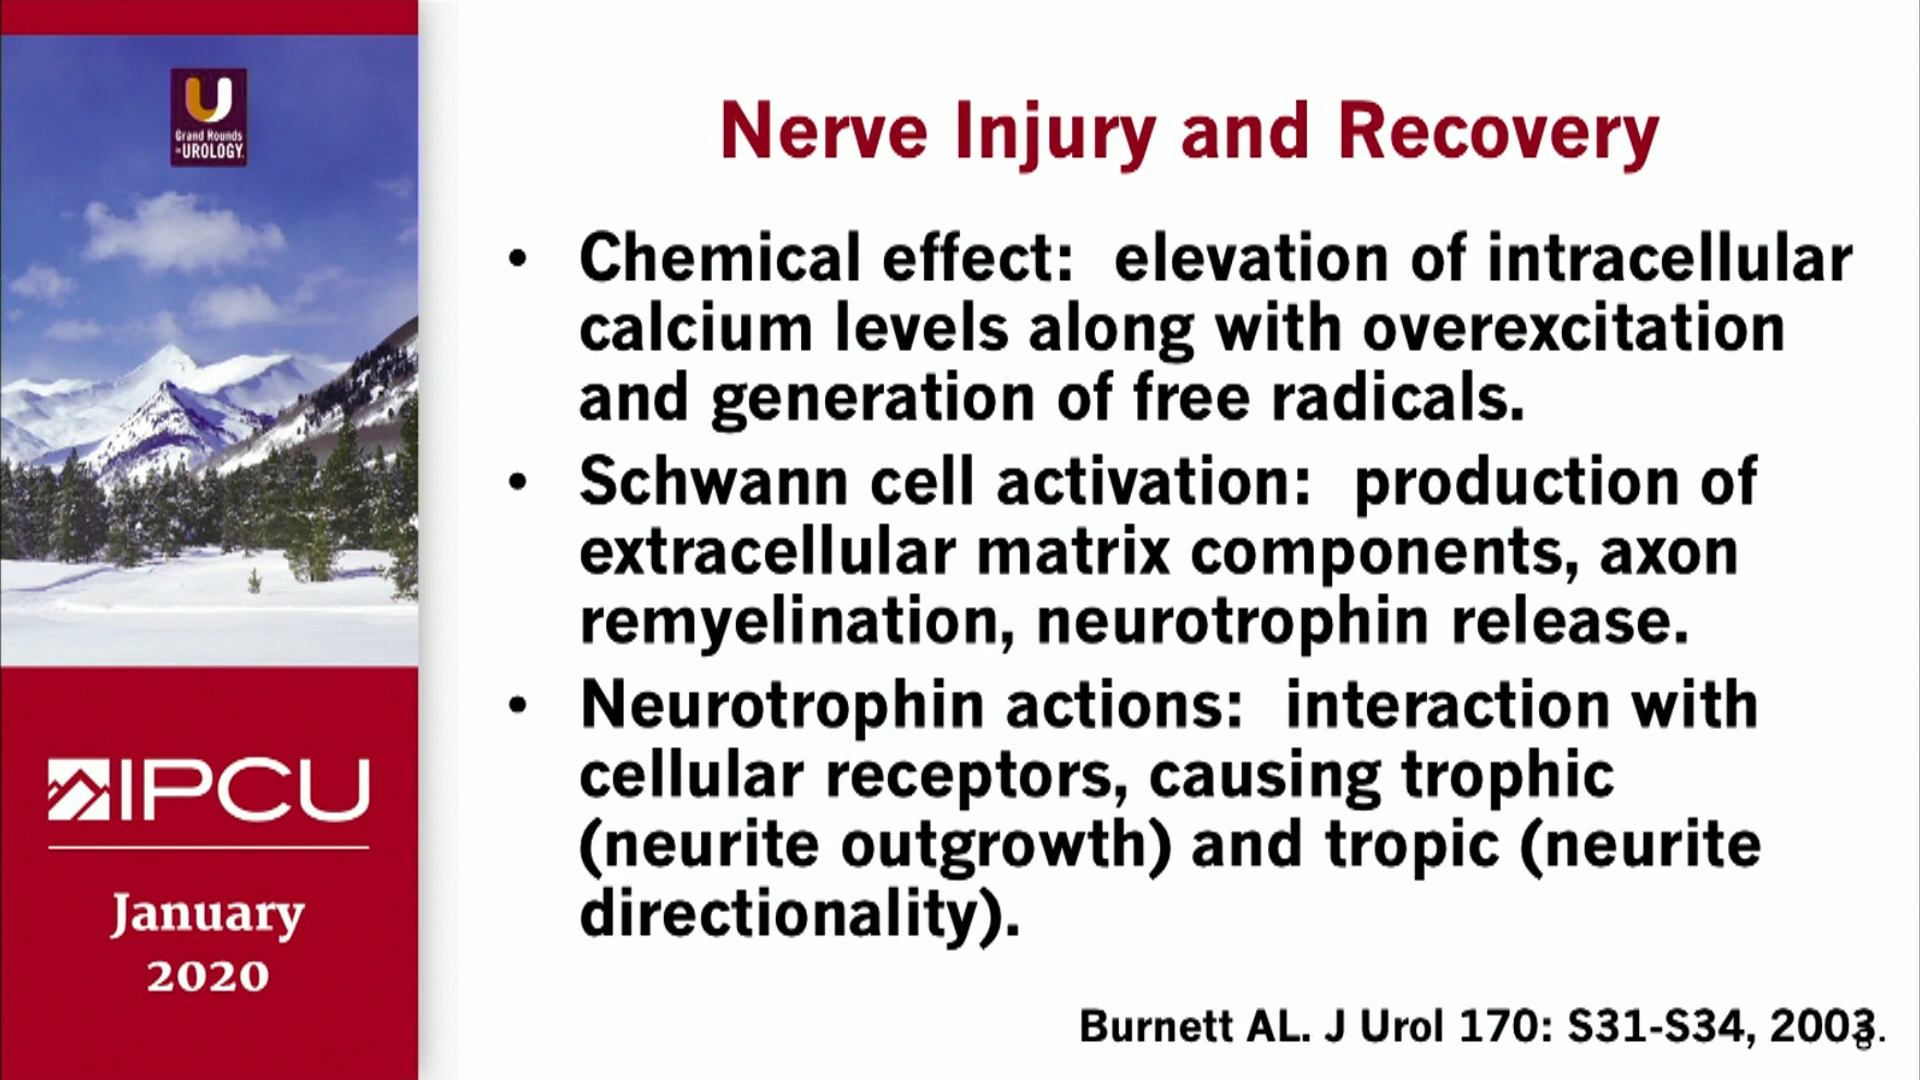 U
Grand Rounds
in UROLOGY
IPCU
January
2020
Nerve Injury and Recovery
• Chemical effect: elevation of intracellular
calcium levels along with overexcitation
and generation of free radicals.
• Schwann cell activation: production of
extracellular matrix components, axon
remyelination, neurotrophin release.
• Neurotrophin actions: interaction with
cellular receptors, causing trophic
(neurite outgrowth) and tropic (neurite
directionality).
Burnett AL. J Urol 170: S31-S34, 2003.
8